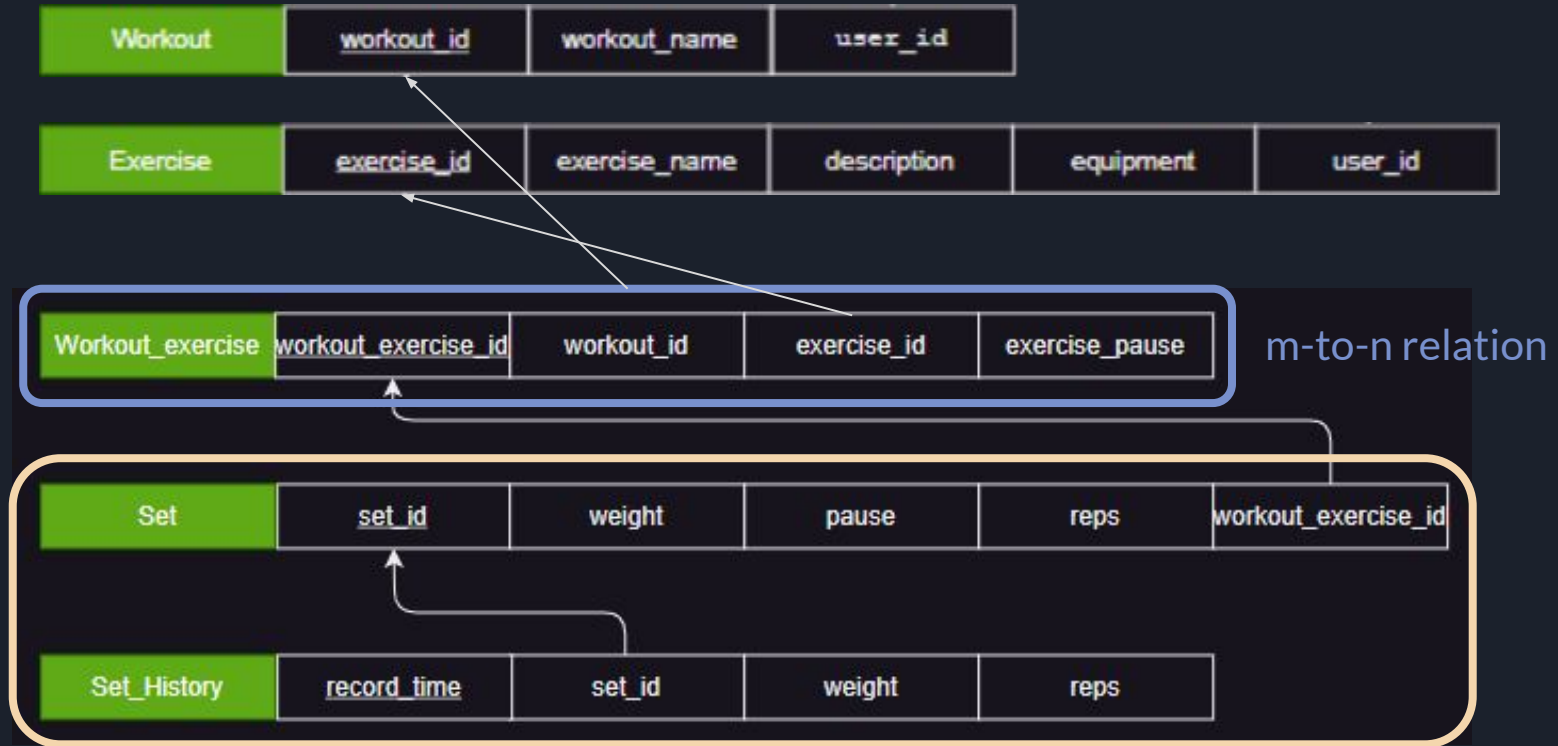 Workout workout_id workout_name user_id
Exercise exercise_id exercise_name description equipment user_id
Workout_exercise workout_exercise_id workout_id exercise_id exercise_pause
m-to-n relation
Set set_id weight pause reps workout_exercise_id
Set_History record_time set_id weight reps